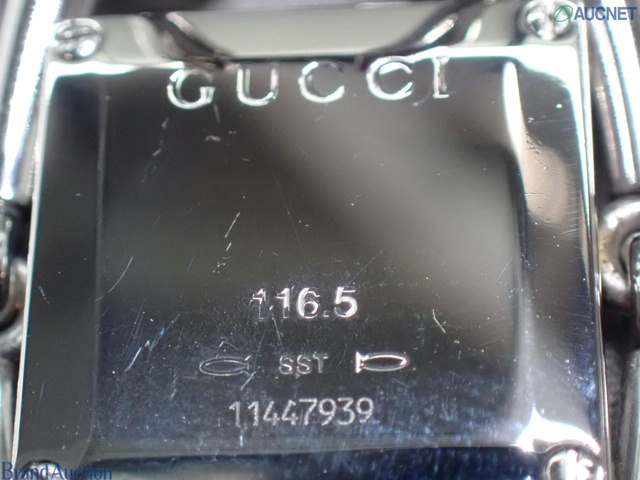 AUCNET
GUCCI
116.5
SST
11447939
BrandAuction